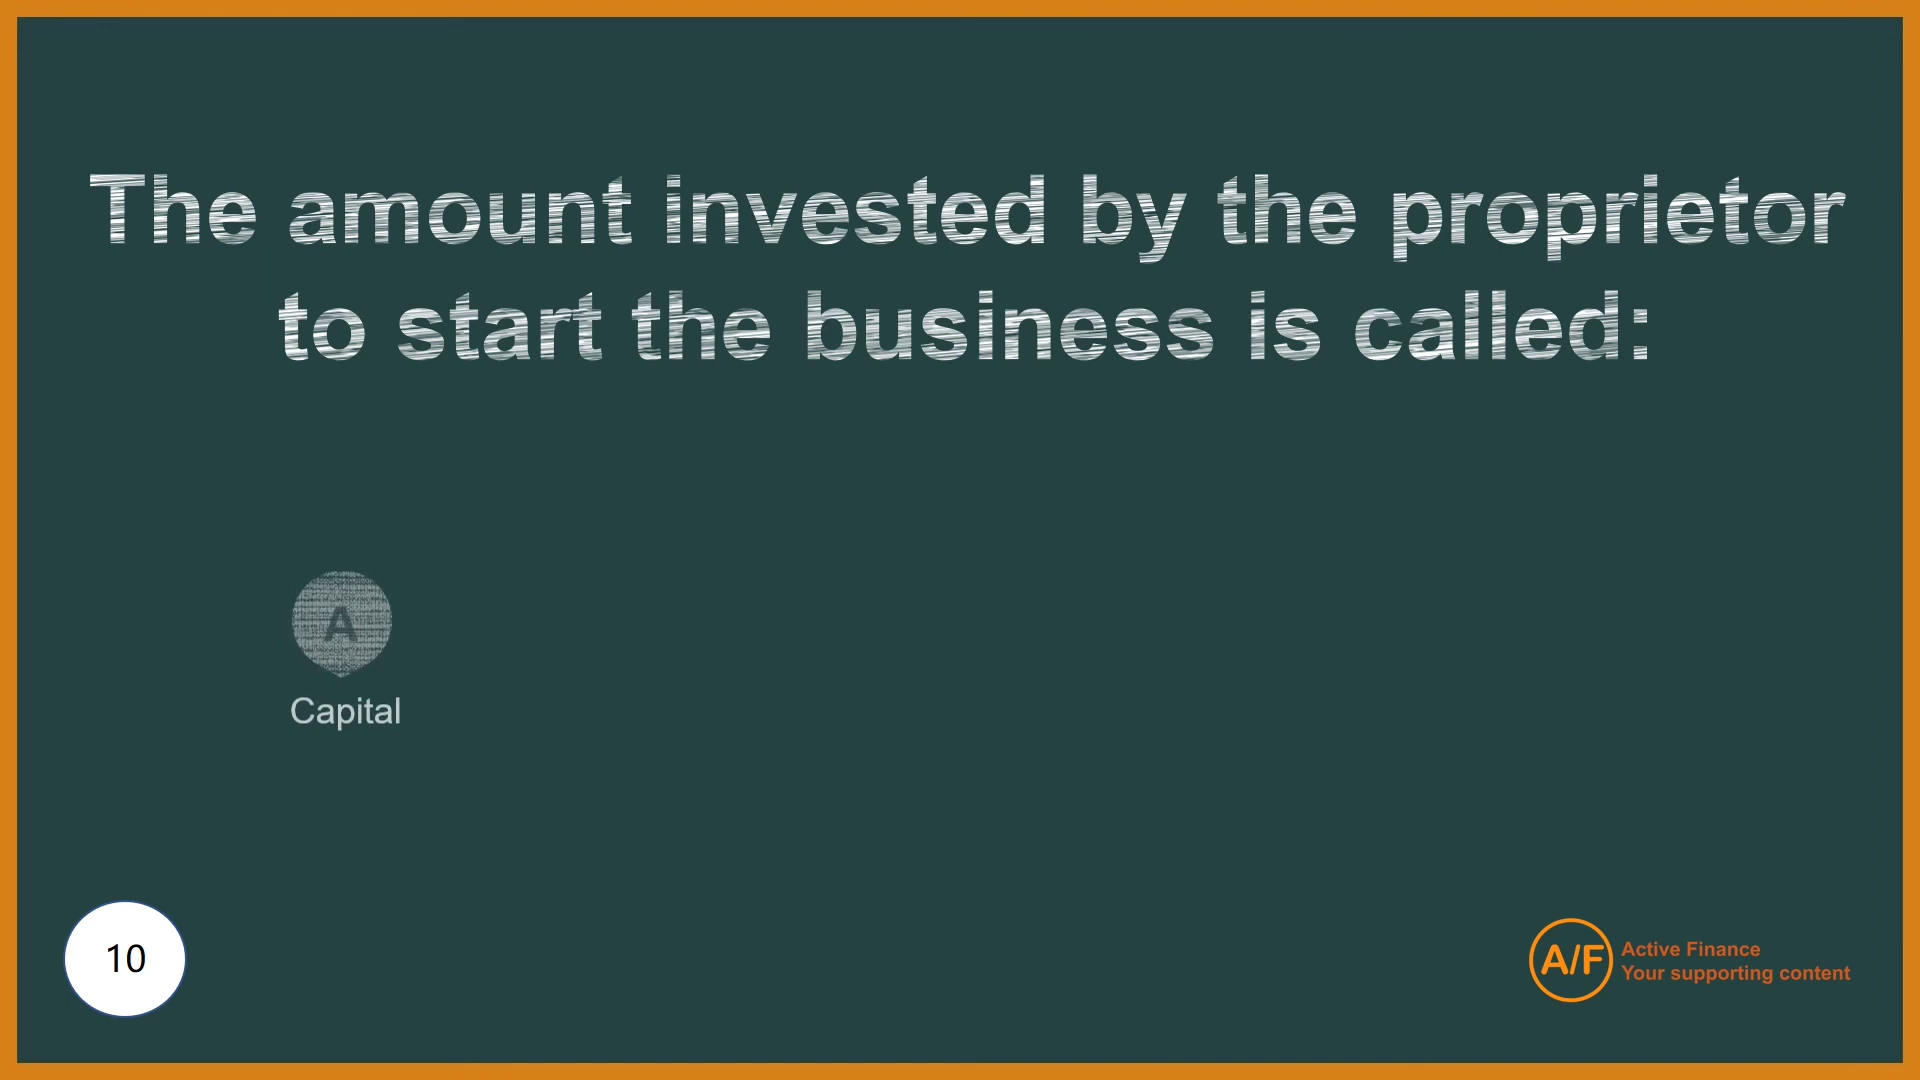 The amount invested by the proprietor
to start the business is called:
A
Capital
10
A/F
Active Finance
Your supporting content